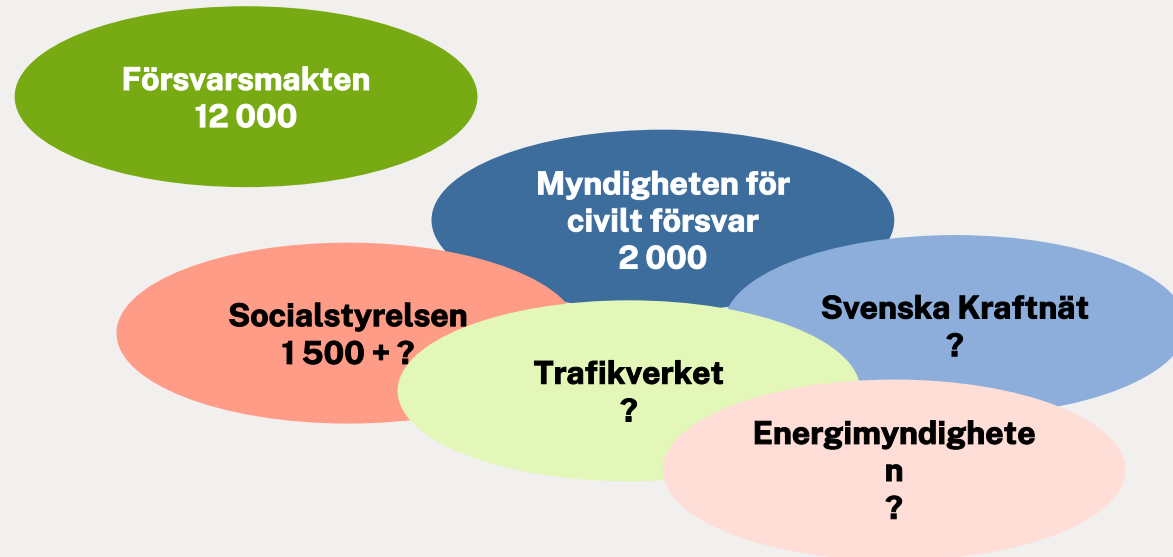 Försvarsmakten
12 000
Myndigheten för
civilt försvar
2 000
Socialstyrelsen
1 500 + ?
Svenska Kraftnät
?
Trafikverket
?
Energimyndighete
n
?